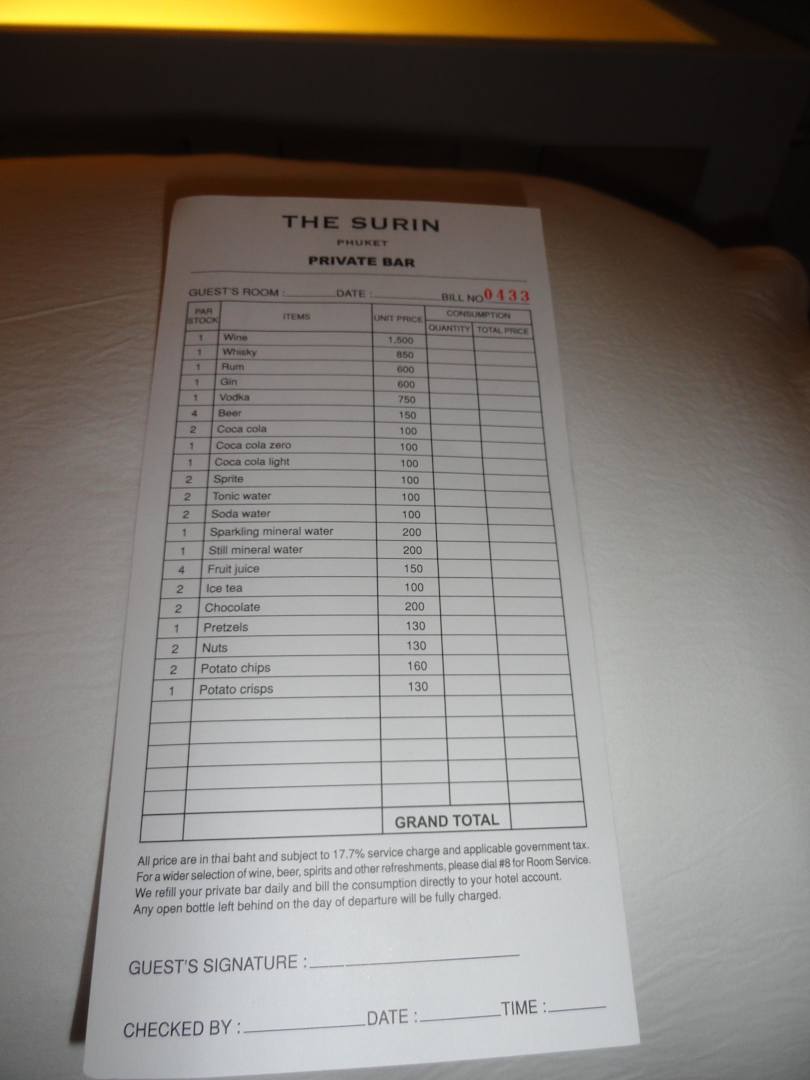 THE SURIN
PHUKET
PRIVATE BAR
GUEST'S ROOM : DATE : BILL NO 0433
PAR STOCK ITEMS UNIT PRICE CONSUMPTION
QUANTITY TOTAL PRICE
1 Wine 1,500
1 Whisky 850
1 Rum 600
1 Gin 600
1 Vodka 750
4 Beer 150
2 Coca cola 100
1 Coca cola zero 100
1 Coca cola light 100
2 Sprite 100
2 Tonic water 100
2 Soda water 100
1 Sparkling mineral water 200
1 Still mineral water 200
4 Fruit juice 150
2 Ice tea 100
2 Chocolate 200
1 Pretzels 130
2 Nuts 130
2 Potato chips 160
1 Potato crisps 130
GRAND TOTAL
All price are in thai baht and subject to 17.7% service charge and applicable government tax.
For a wider selection of wine, beer, spirits and other refreshments, please dial #8 for Room Service.
We refill your private bar daily and bill the consumption directly to your hotel account.
Any open bottle left behind on the day of departure will be fully charged.
GUEST'S SIGNATURE :
CHECKED BY : DATE : TIME :